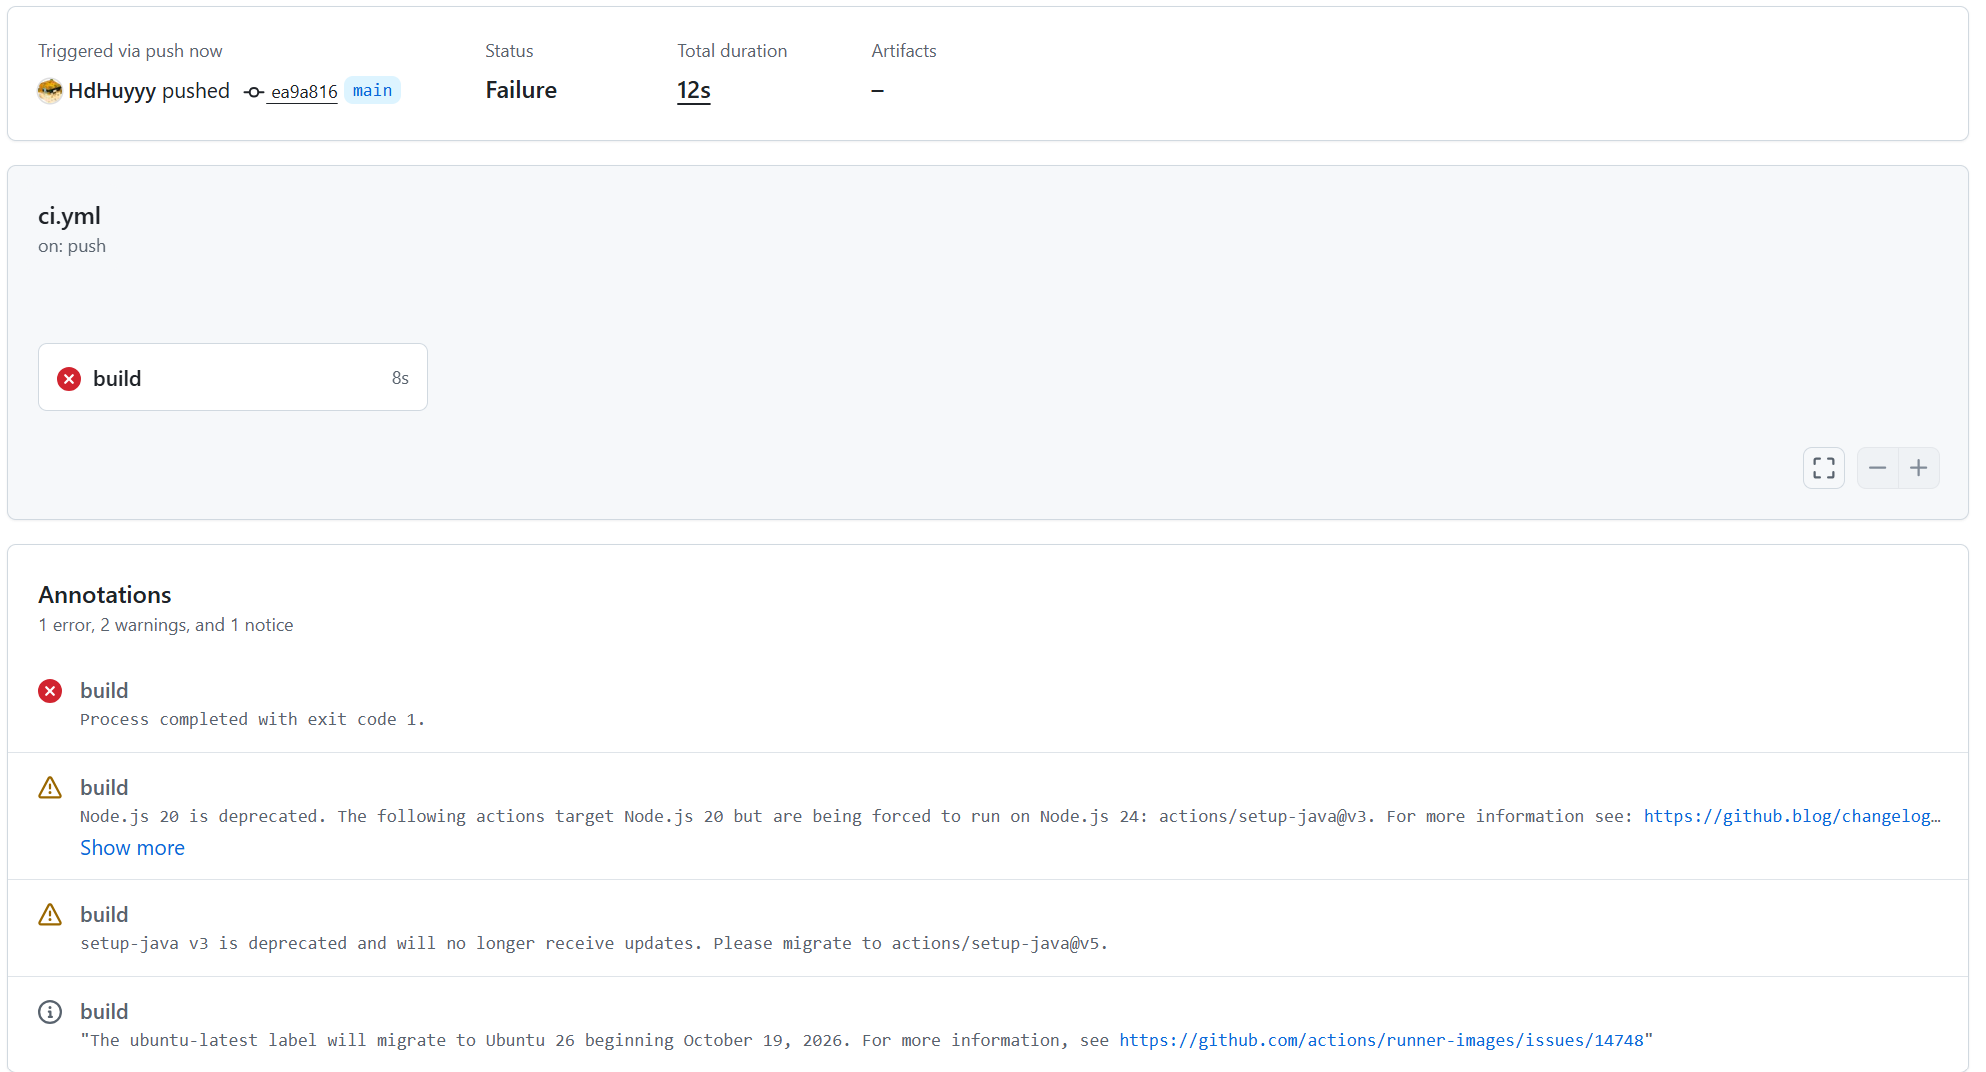 Triggered via push now
Status
Total duration
Artifacts
HdHuyyy pushed ea9a816 main
Failure
12s
–
ci.yml
on: push
build
8s
Annotations
1 error, 2 warnings, and 1 notice
build
Process completed with exit code 1.
build
Node.js 20 is deprecated. The following actions target Node.js 20 but are being forced to run on Node.js 24: actions/setup-java@v3. For more information see: https://github.blog/changelog…
Show more
build
setup-java v3 is deprecated and will no longer receive updates. Please migrate to actions/setup-java@v5.
build
"The ubuntu-latest label will migrate to Ubuntu 26 beginning October 19, 2026. For more information, see https://github.com/actions/runner-images/issues/14748"